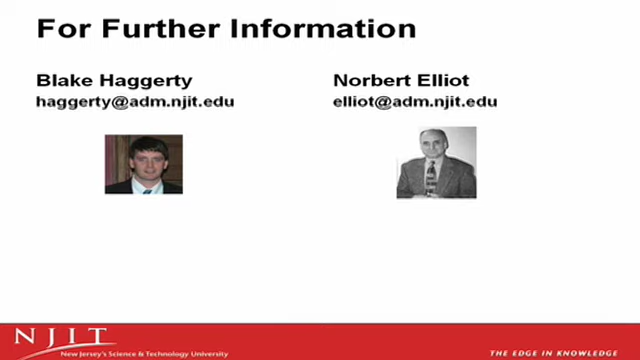 For Further Information
Blake Haggerty
haggerty@adm.njit.edu
Norbert Elliot
elliot@adm.njit.edu
NJIT
New Jersey's Science & Technology University
THE EDGE IN KNOWLEDGE